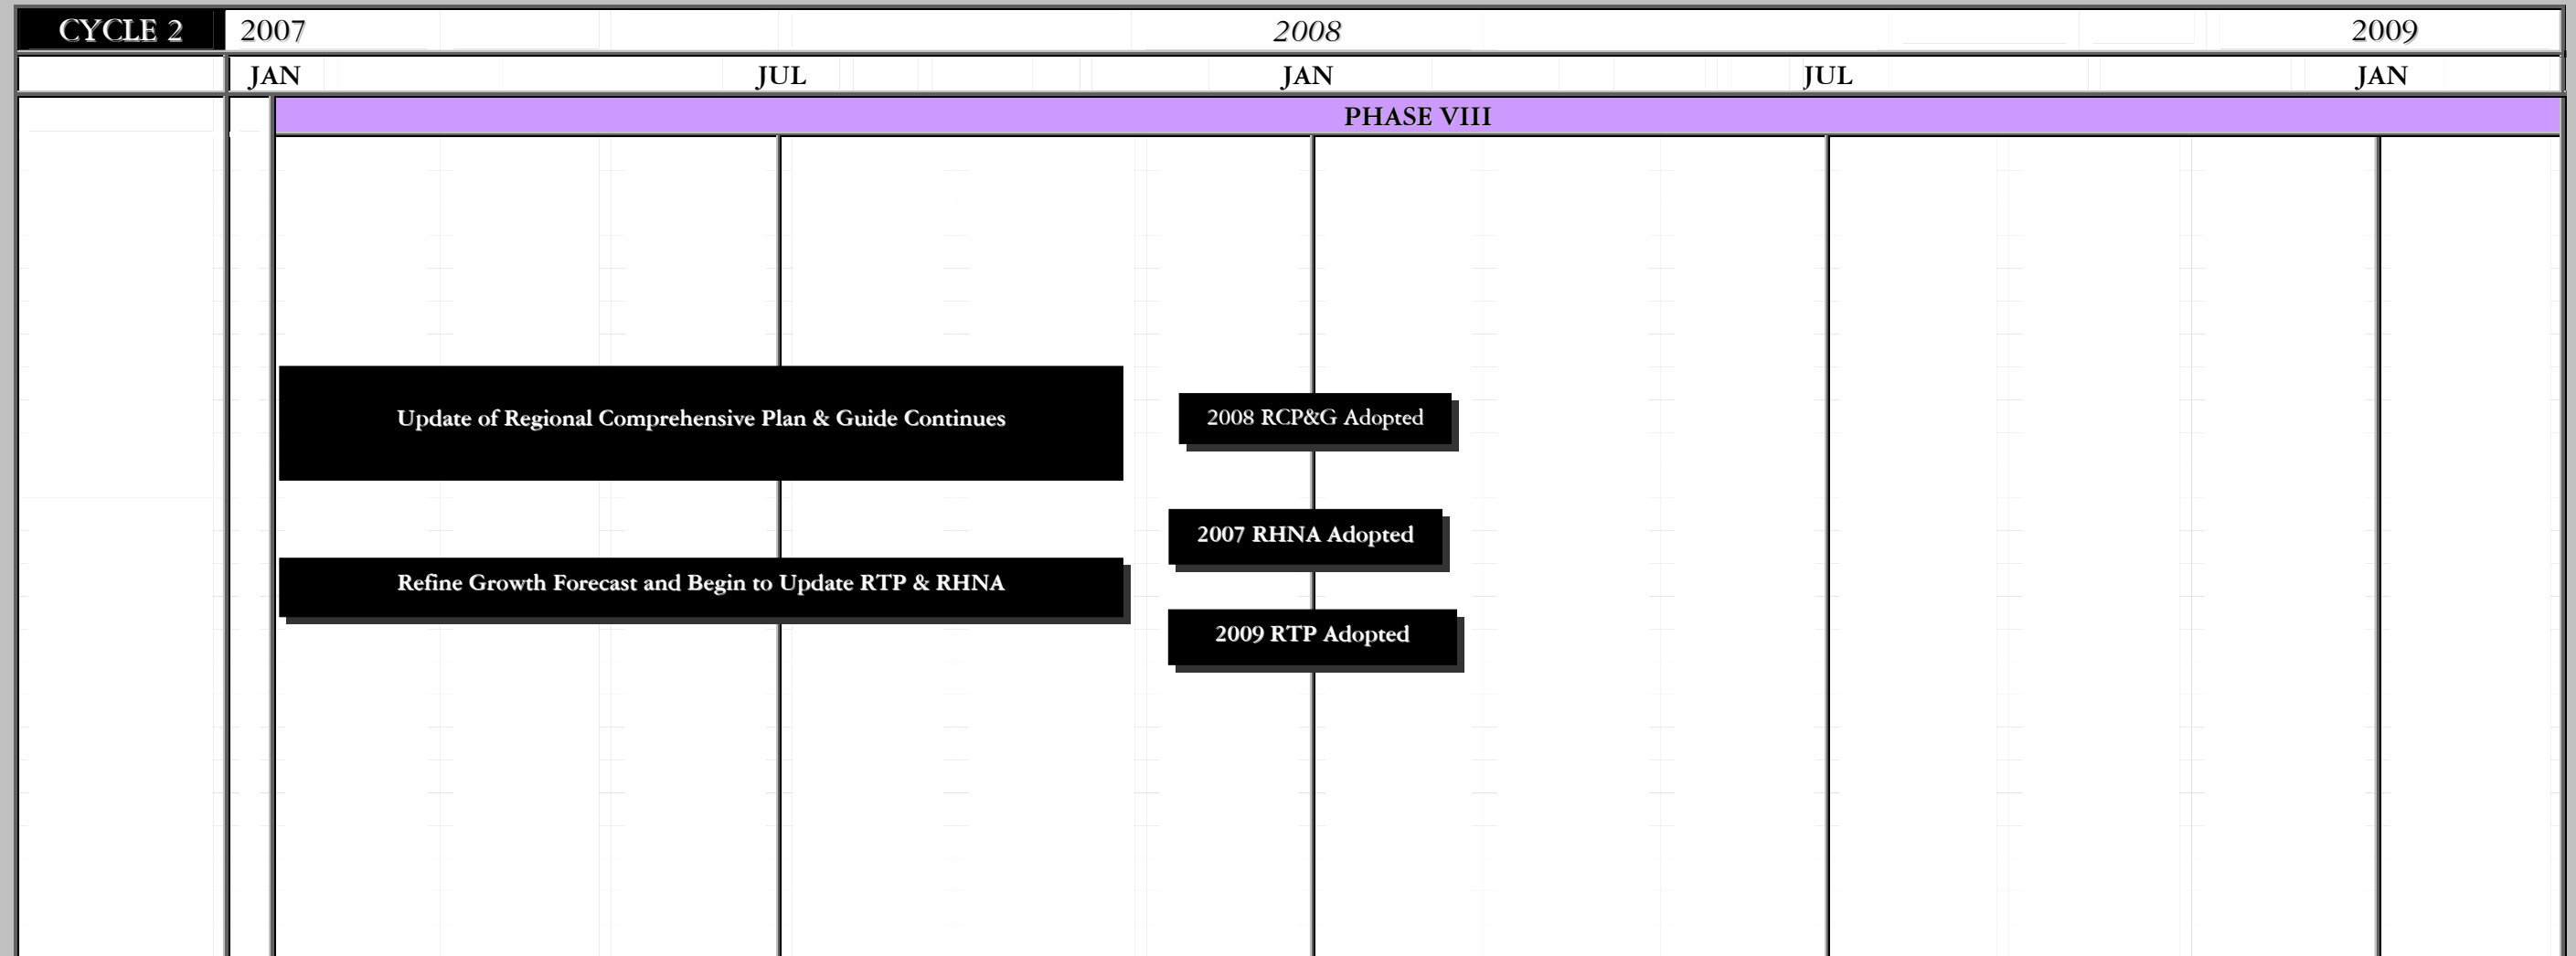 CYCLE 2 2007 2008 2009
JAN JUL JAN JUL JAN
PHASE VIII
Update of Regional Comprehensive Plan & Guide Continues
2008 RCP&G Adopted
2007 RHNA Adopted
Refine Growth Forecast and Begin to Update RTP & RHNA
2009 RTP Adopted